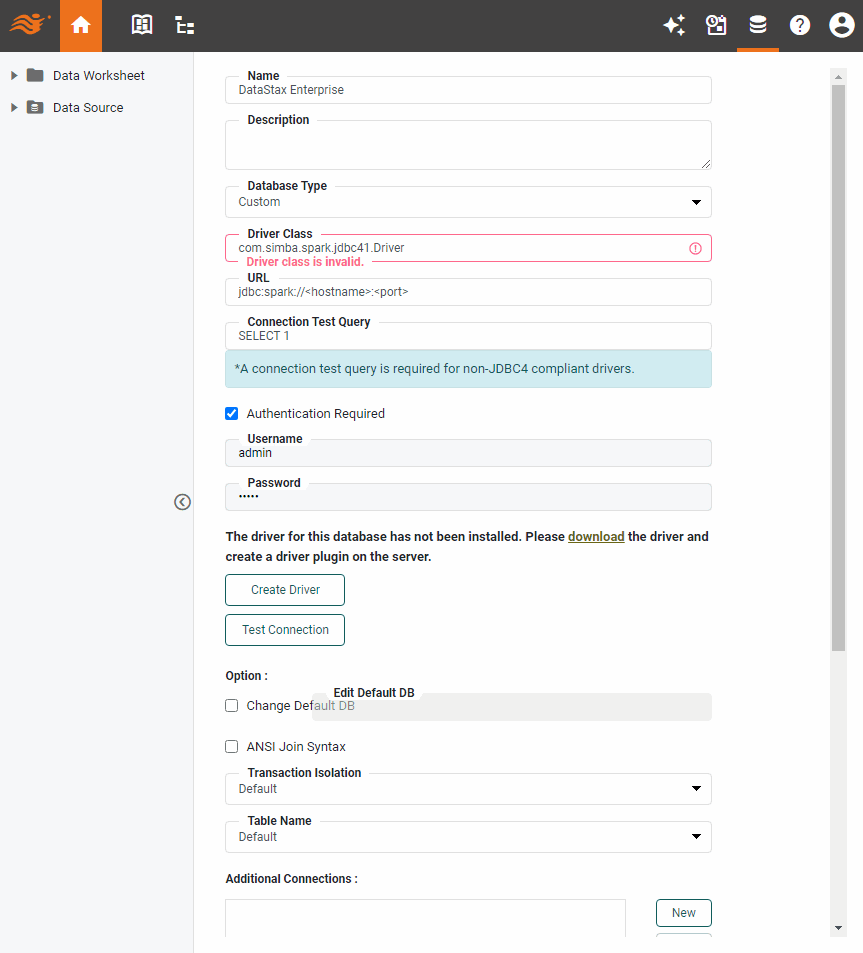 Data Worksheet
Data Source
Name
DataStax Enterprise
Description
Database Type
Custom
Driver Class
com.simba.spark.jdbc41.Driver
Driver class is invalid.
URL
jdbc:spark://<hostname>:<port>
Connection Test Query
SELECT 1
*A connection test query is required for non-JDBC4 compliant drivers.
Authentication Required
Username
admin
Password
•••••
The driver for this database has not been installed. Please download the driver and
create a driver plugin on the server.
Create Driver
Test Connection
Option :
Edit Default DB
Change Default DB
ANSI Join Syntax
Transaction Isolation
Default
Table Name
Default
Additional Connections :
New